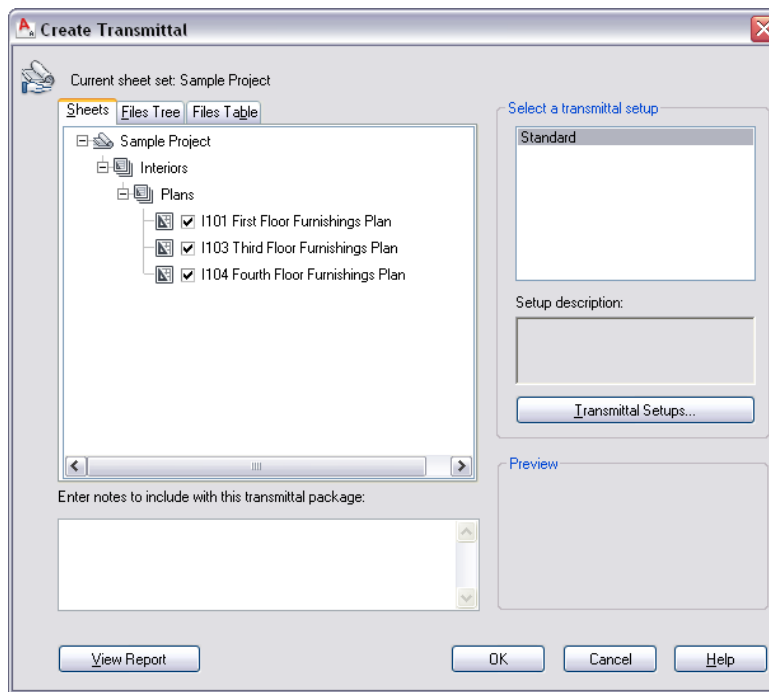 Create Transmittal
Current sheet set: Sample Project
Sheets Files Tree Files Table
Sample Project
Interiors
Plans
I101 First Floor Furnishings Plan
I103 Third Floor Furnishings Plan
I104 Fourth Floor Furnishings Plan
Enter notes to include with this transmittal package:
Select a transmittal setup
Standard
Setup description:
Transmittal Setups...
Preview
View Report
OK
Cancel
Help